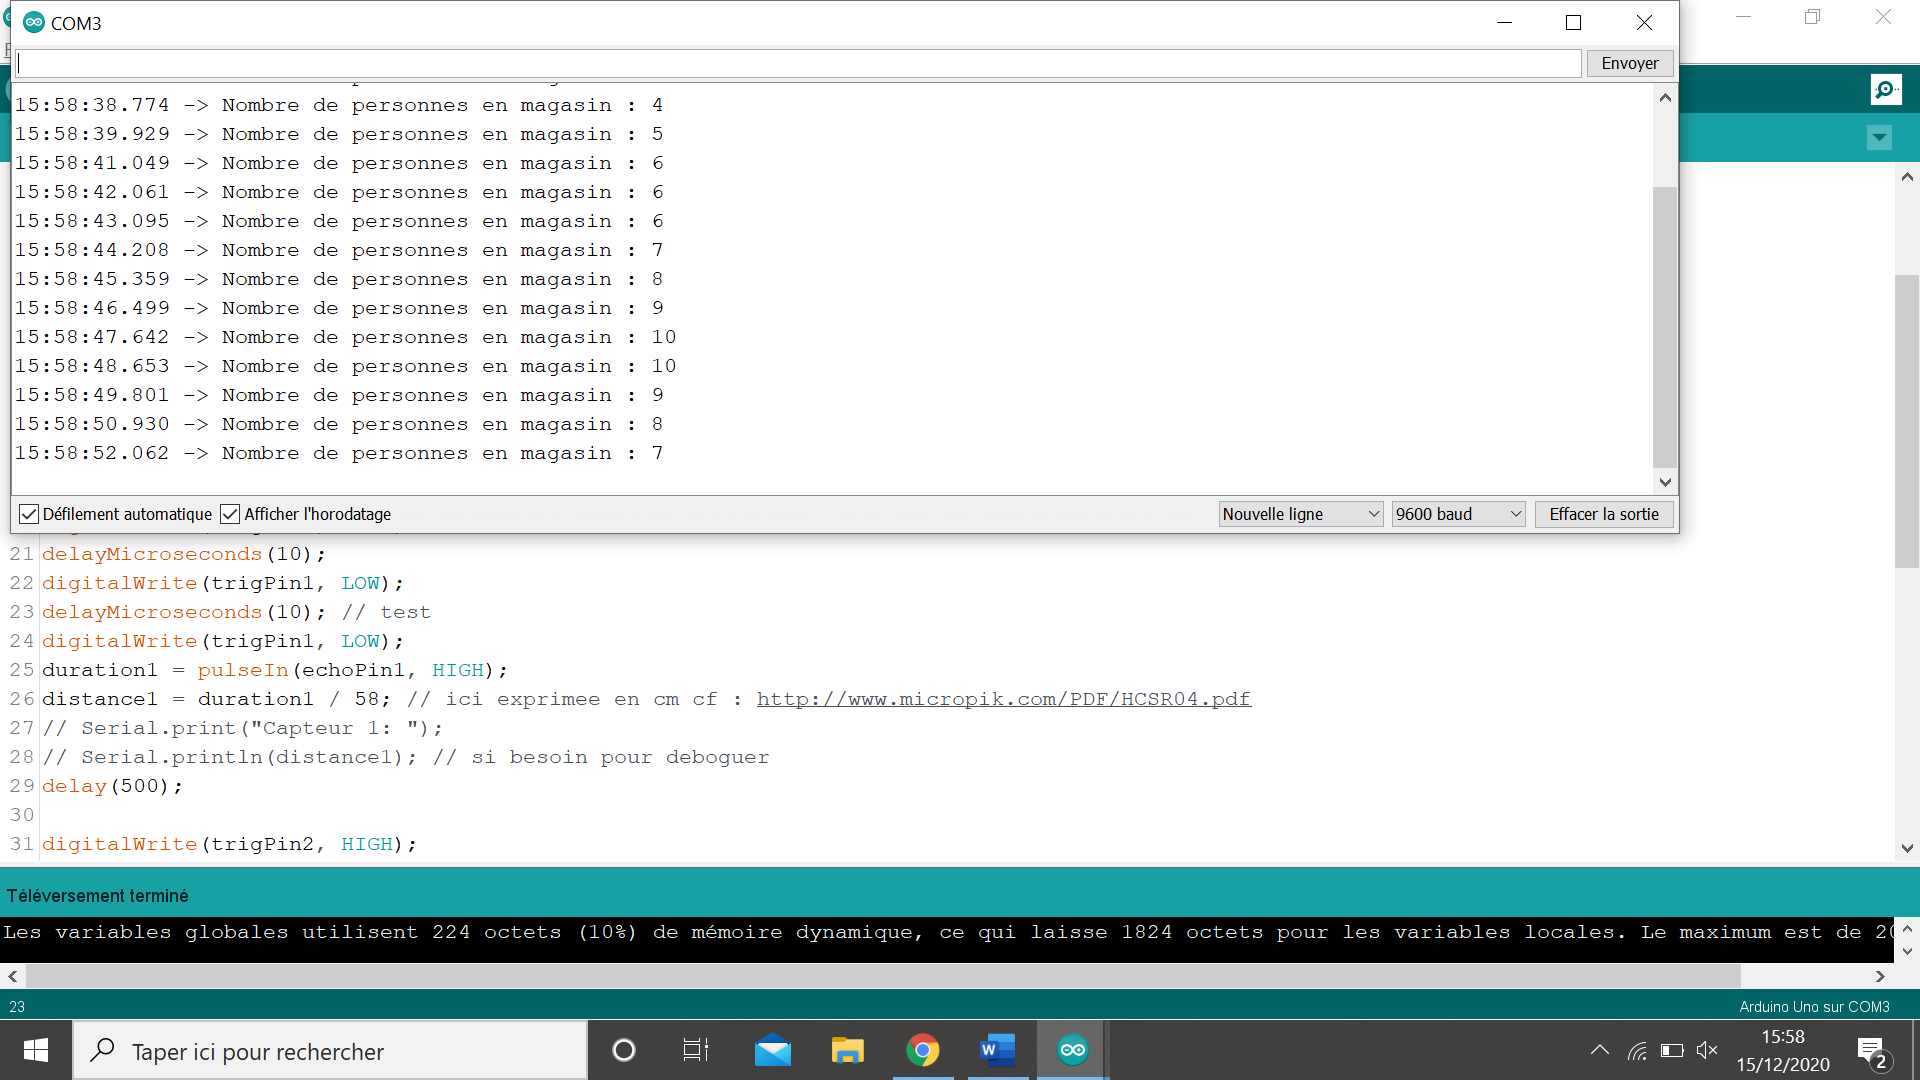 COM3
Envoyer
15:58:38.774 -> Nombre de personnes en magasin : 4
15:58:39.929 -> Nombre de personnes en magasin : 5
15:58:41.049 -> Nombre de personnes en magasin : 6
15:58:42.061 -> Nombre de personnes en magasin : 6
15:58:43.095 -> Nombre de personnes en magasin : 6
15:58:44.208 -> Nombre de personnes en magasin : 7
15:58:45.359 -> Nombre de personnes en magasin : 8
15:58:46.499 -> Nombre de personnes en magasin : 9
15:58:47.642 -> Nombre de personnes en magasin : 10
15:58:48.653 -> Nombre de personnes en magasin : 10
15:58:49.801 -> Nombre de personnes en magasin : 9
15:58:50.930 -> Nombre de personnes en magasin : 8
15:58:52.062 -> Nombre de personnes en magasin : 7
Défilement automatique Afficher l'horodatage Nouvelle ligne 9600 baud Effacer la sortie
21 delayMicroseconds(10);
22 digitalWrite(trigPin1, LOW);
23 delayMicroseconds(10); // test
24 digitalWrite(trigPin1, LOW);
25 duration1 = pulseIn(echoPin1, HIGH);
26 distance1 = duration1 / 58; // ici exprimee en cm cf : http://www.micropik.com/PDF/HCSR04.pdf
27 // Serial.print("Capteur 1: ");
28 // Serial.println(distance1); // si besoin pour deboguer
29 delay(500);
30
31 digitalWrite(trigPin2, HIGH);
Téléversement terminé
Les variables globales utilisent 224 octets (10%) de mémoire dynamique, ce qui laisse 1824 octets pour les variables locales. Le maximum est de
23
Arduino Uno sur COM3
Taper ici pour rechercher
15:58
15/12/2020
2